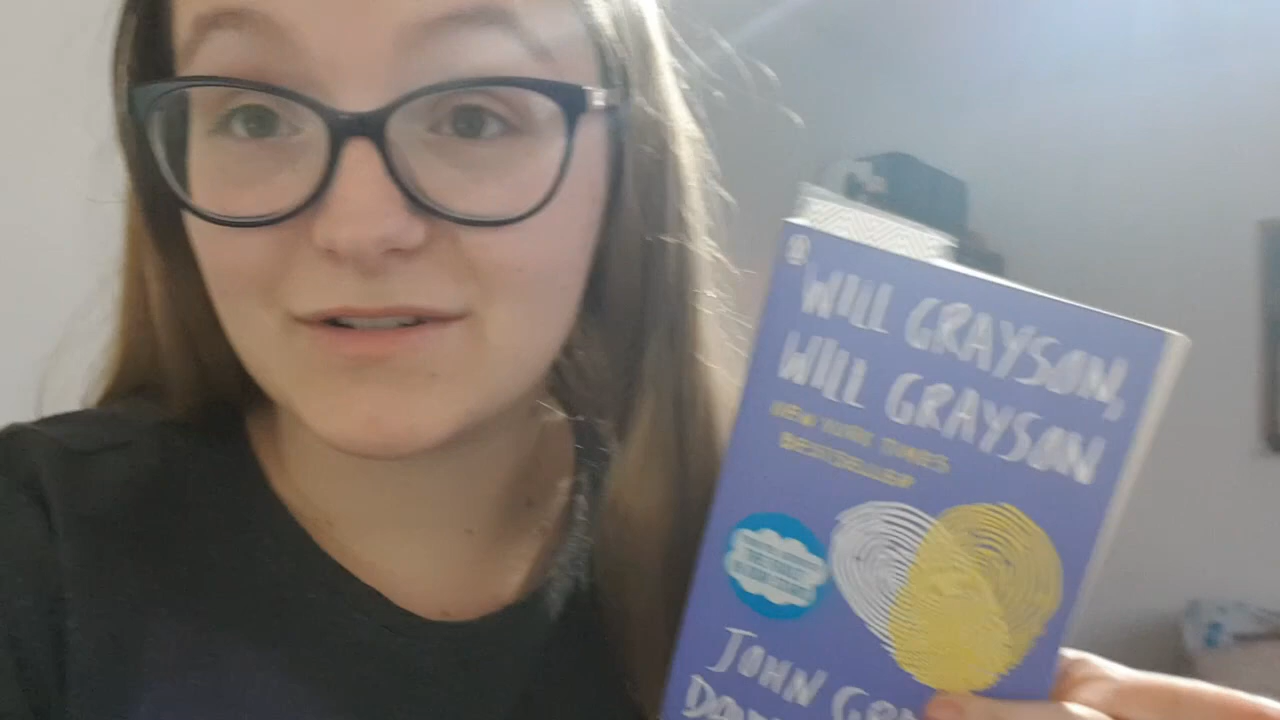 WILL GRAYSON,
WILL GRAYSON
NEW YORK TIMES
BESTSELLER
JOHN